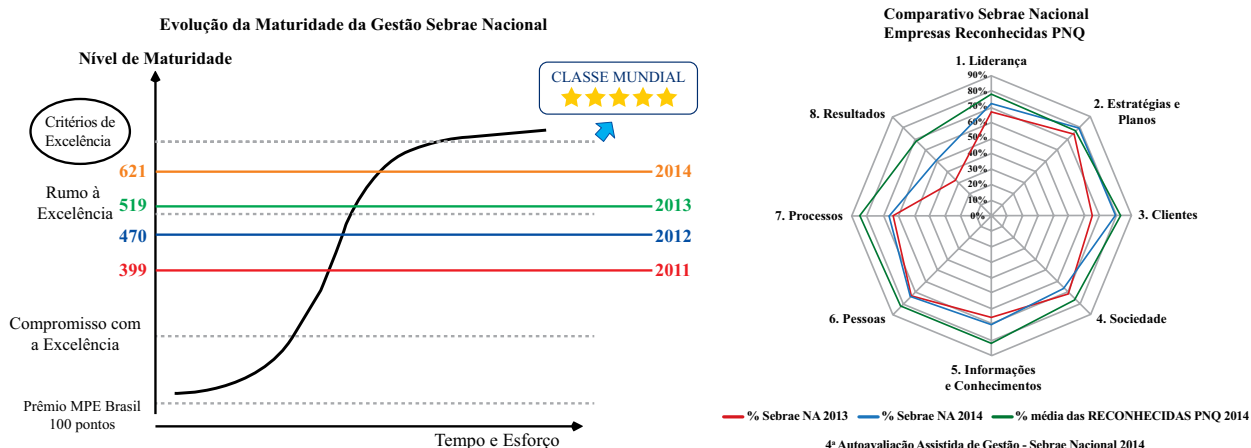 Evolução da Maturidade da Gestão Sebrae Nacional
Nível de Maturidade
CLASSE MUNDIAL
Critérios de
Excelência
621
2014
Rumo à
Excelência
519
2013
470
2012
399
2011
Compromisso com
a Excelência
Prêmio MPE Brasil
100 pontos
Tempo e Esforço
Comparativo Sebrae Nacional
Empresas Reconhecidas PNQ
1. Liderança
90%
80%
70%
60%
50%
40%
30%
20%
10%
0%
2. Estratégias e
Planos
3. Clientes
4. Sociedade
5. Informações
e Conhecimentos
6. Pessoas
7. Processos
8. Resultados
% Sebrae NA 2013
% Sebrae NA 2014
% média das RECONHECIDAS PNQ 2014
4ª Autoavaliação Assistida de Gestão - Sebrae Nacional 2014